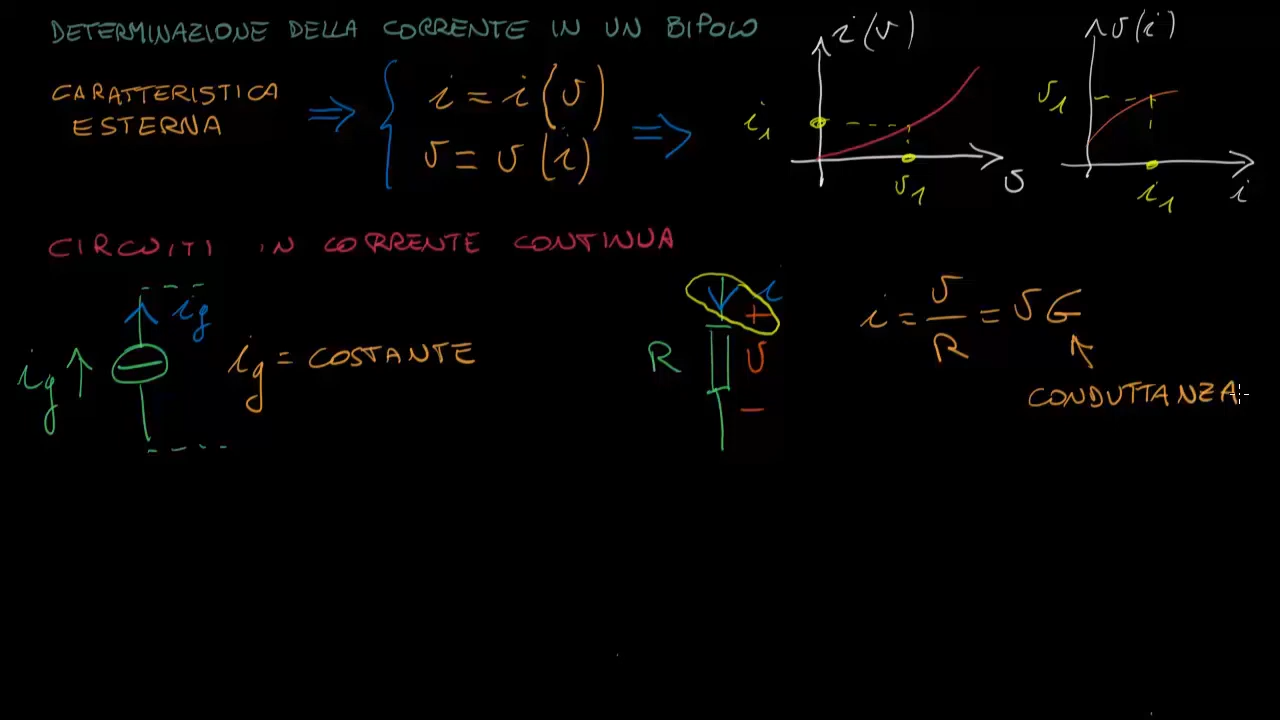 DETERMINAZIONE DELLA CORRENTE IN UN BIPOLO
CARATTERISTICA
ESTERNA
⇒
{ i = i(v)
v = v(i)
⇒
i(v)
i₁
v₁
v
v(i)
v₁
i₁
i
CIRCUITI IN CORRENTE CONTINUA
ig
ig
ig = COSTANTE
R
i
+
v
−
i = v/R = vG
CONDUTTANZA